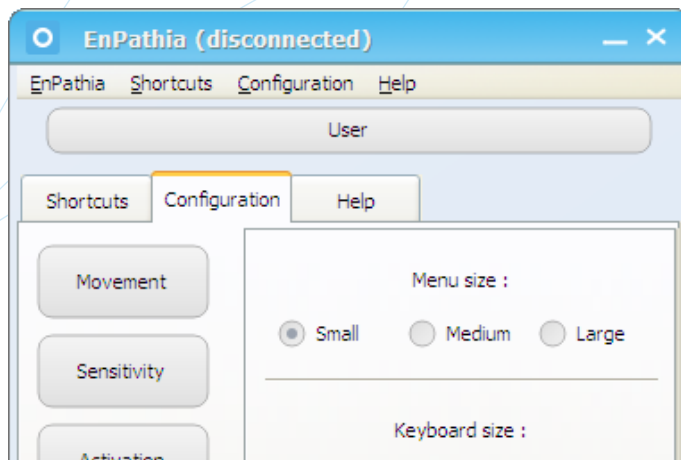 EnPathia (disconnected)
EnPathia Shortcuts Configuration Help
User
Shortcuts Configuration Help
Movement
Menu size :
Small Medium Large
Sensitivity
Keyboard size :
Activation